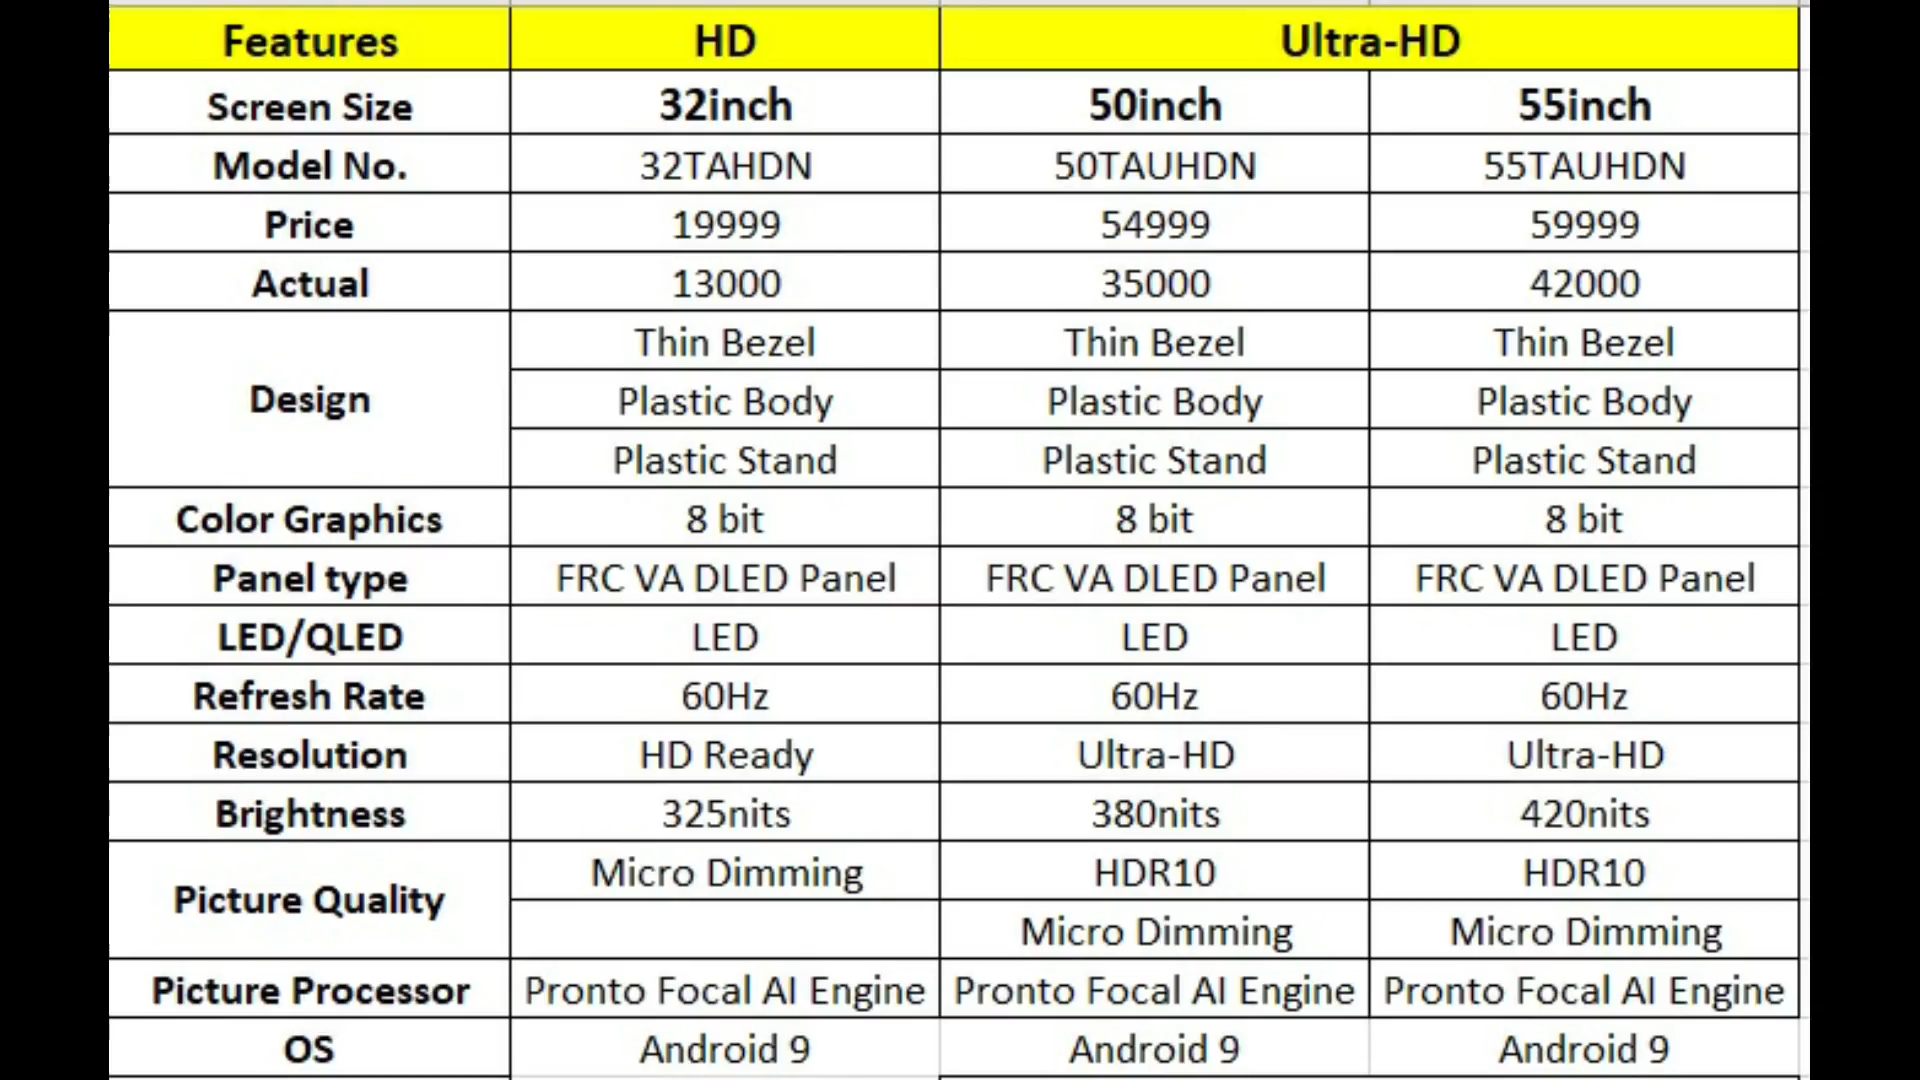 Features HD Ultra-HD
Screen Size 32inch 50inch 55inch
Model No. 32TAHDN 50TAUHDN 55TAUHDN
Price 19999 54999 59999
Actual 13000 35000 42000
Design Thin Bezel Thin Bezel Thin Bezel
Plastic Body Plastic Body Plastic Body
Plastic Stand Plastic Stand Plastic Stand
Color Graphics 8 bit 8 bit 8 bit
Panel type FRC VA DLED Panel FRC VA DLED Panel FRC VA DLED Panel
LED/QLED LED LED LED
Refresh Rate 60Hz 60Hz 60Hz
Resolution HD Ready Ultra-HD Ultra-HD
Brightness 325nits 380nits 420nits
Picture Quality Micro Dimming HDR10 HDR10
Micro Dimming Micro Dimming
Picture Processor Pronto Focal AI Engine Pronto Focal AI Engine Pronto Focal AI Engine
OS Android 9 Android 9 Android 9